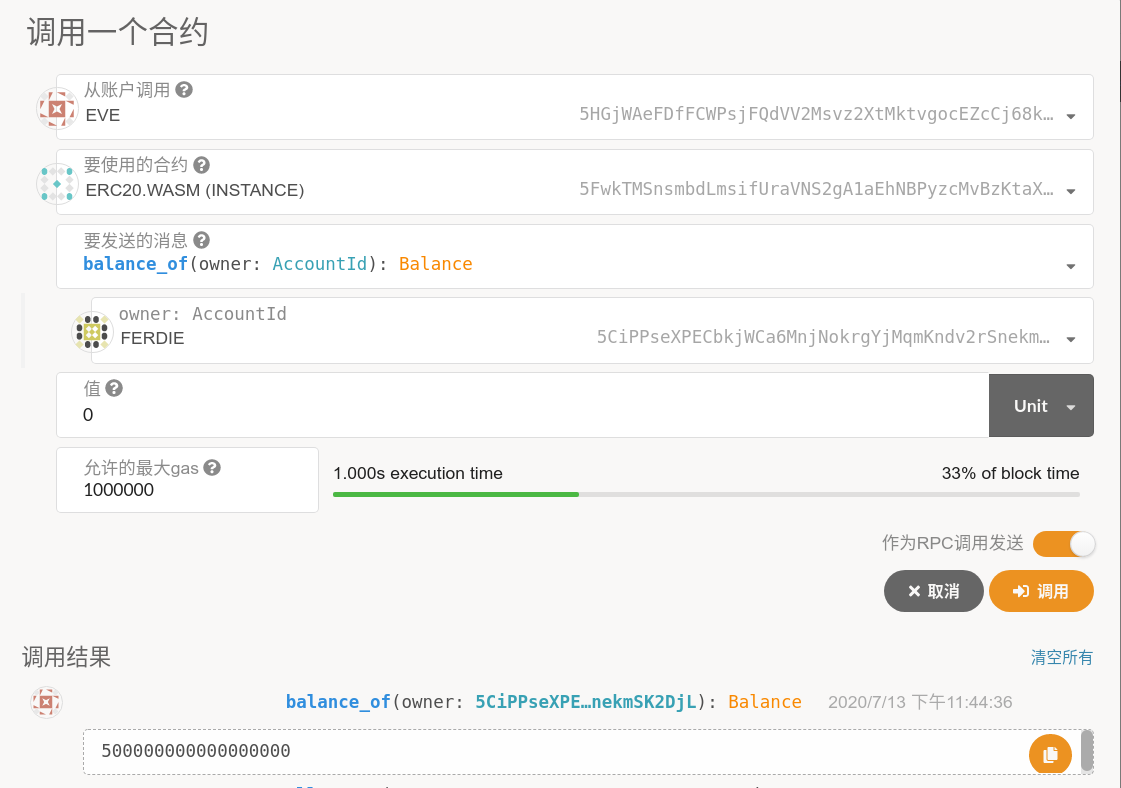 调用一个合约
从账户调用
EVE 5HGjWAeFDfFCWPsjFQdVV2Msvz2XtMktvgocEZcCj68k…
要使用的合约
ERC20.WASM (INSTANCE) 5FwkTMSnsmbdLmsifUraVNS2gA1aEhNBPyzcMvBzKtaX…
要发送的消息
balance_of(owner: AccountId): Balance
owner: AccountId
FERDIE 5CiPPseXPECbkjWCa6MnjNokrgYjMqmKndv2rSnekm…
值
0 Unit
允许的最大gas
1000000
1.000s execution time 33% of block time
作为RPC调用发送
取消 调用
调用结果 清空所有
balance_of(owner: 5CiPPseXPE…nekmSK2DjL): Balance 2020/7/13 下午11:44:36
500000000000000000